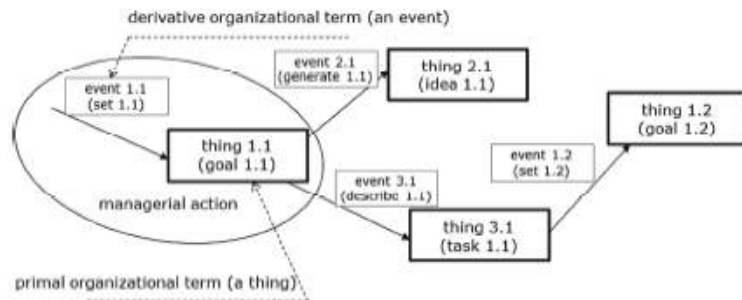 derivative organizational term (an event)
event 1.1
(set 1.1)
event 2.1
(generate 1.1)
thing 2.1
(idea 1.1)
thing 1.2
(goal 1.2)
thing 1.1
(goal 1.1)
event 1.2
(set 1.2)
event 3.1
(describe 1.1)
managerial action
thing 3.1
(task 1.1)
primal organizational term (a thing)